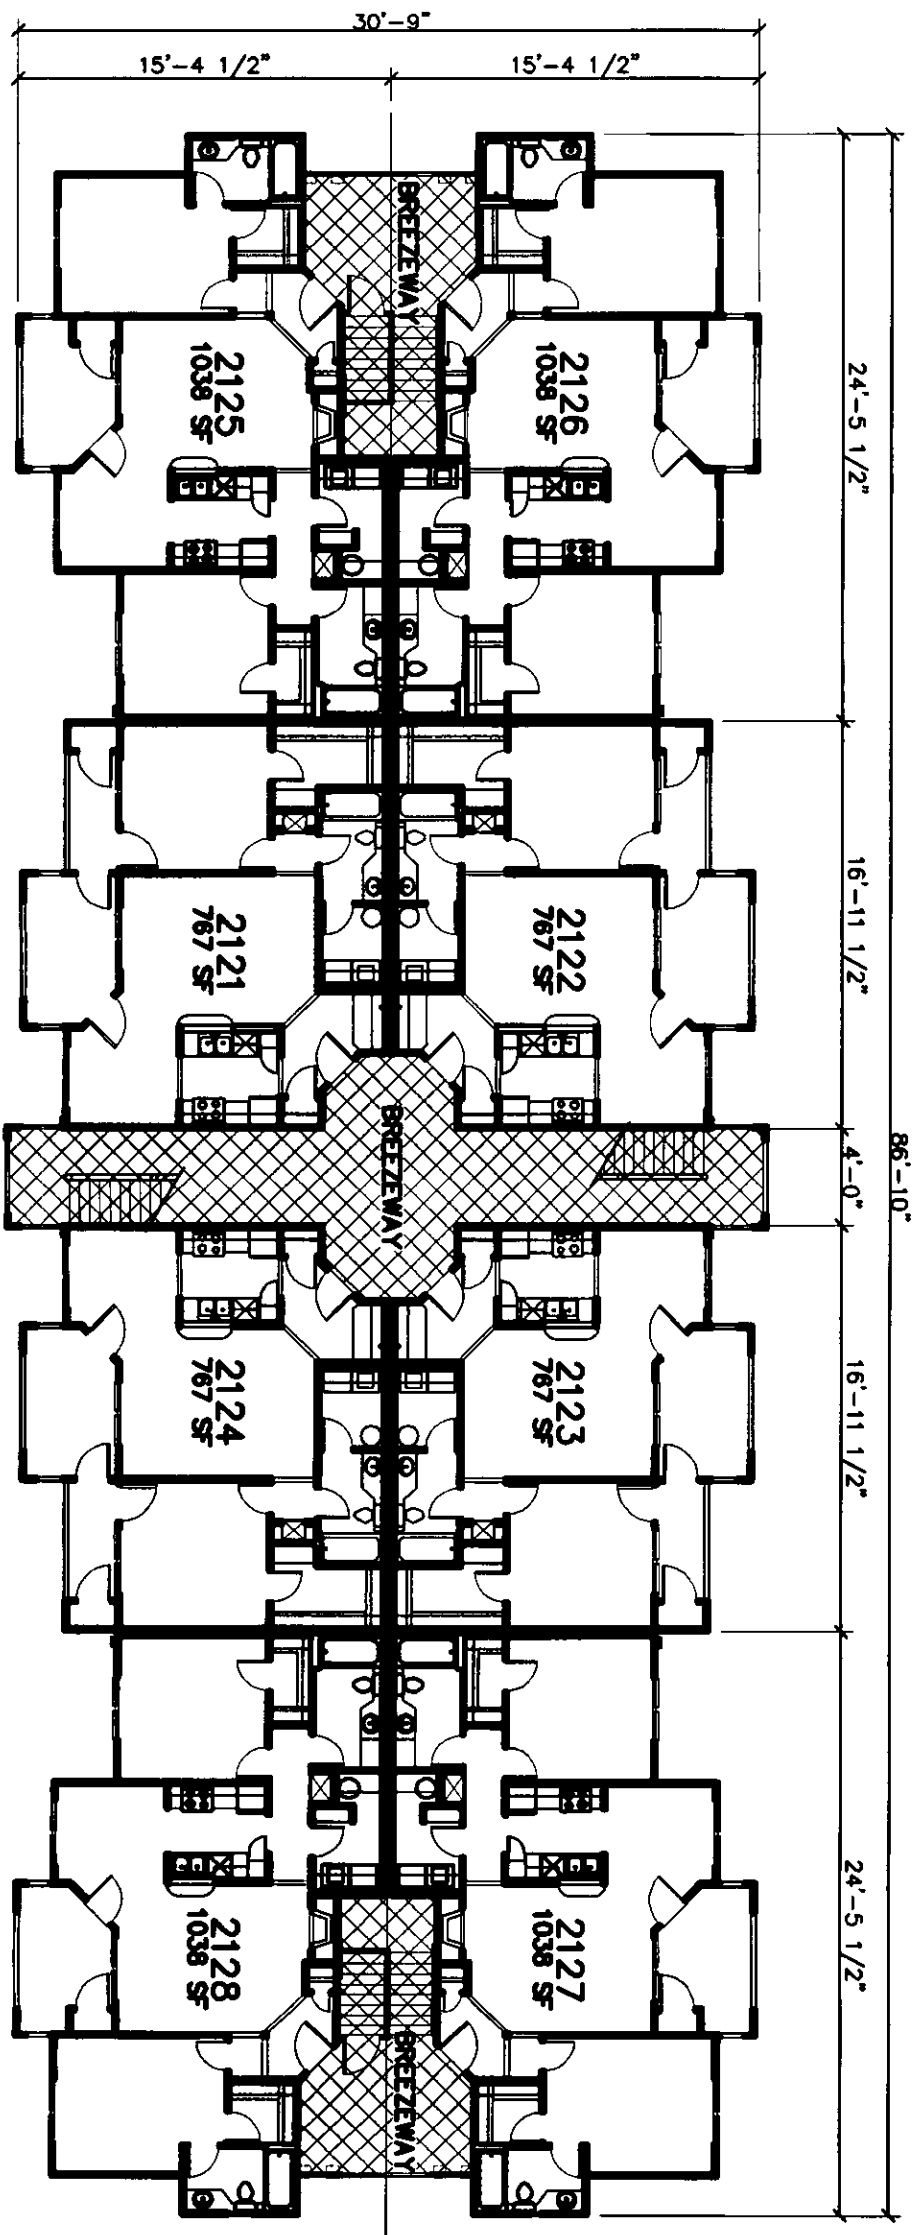 30'-9"
15'-4 1/2"
15'-4 1/2"
BREEZEWAY
2125
1038 SF
2126
1038 SF
24'-5 1/2"
2121
767 SF
2122
767 SF
16'-11 1/2"
BREEZEWAY
4'-0"
86'-10"
2124
767 SF
2123
767 SF
16'-11 1/2"
2128
1038 SF
2127
1038 SF
24'-5 1/2"
BREEZEWAY